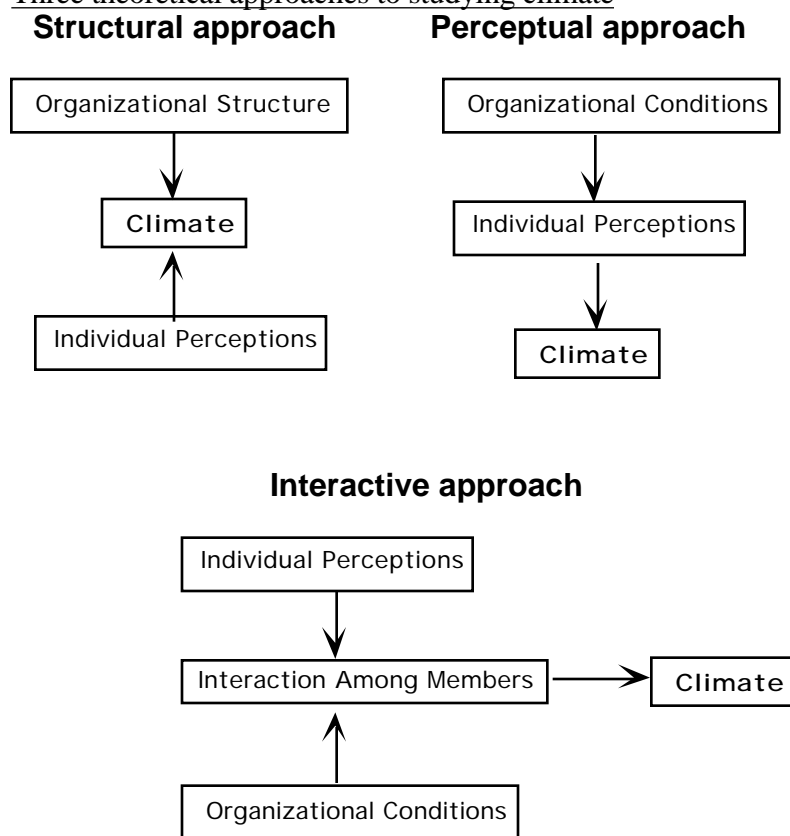 Three theoretical approaches to studying climate
Structural approach
Organizational Structure
Climate
Individual Perceptions
Perceptual approach
Organizational Conditions
Individual Perceptions
Climate
Interactive approach
Individual Perceptions
Interaction Among Members
Climate
Organizational Conditions